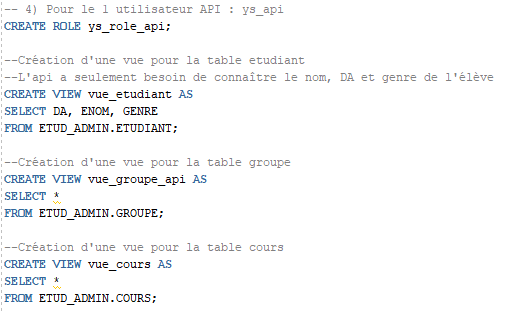 -- 4) Pour le 1 utilisateur API : ys_api
CREATE ROLE ys_role_api;
--Création d'une vue pour la table etudiant
--L'api a seulement besoin de connaître le nom, DA et genre de l'élève
CREATE VIEW vue_etudiant AS
SELECT DA, ENOM, GENRE
FROM ETUD_ADMIN.ETUDIANT;
--Création d'une vue pour la table groupe
CREATE VIEW vue_groupe_api AS
SELECT *
FROM ETUD_ADMIN.GROUPE;
--Création d'une vue pour la table cours
CREATE VIEW vue_cours AS
SELECT *
FROM ETUD_ADMIN.COURS;